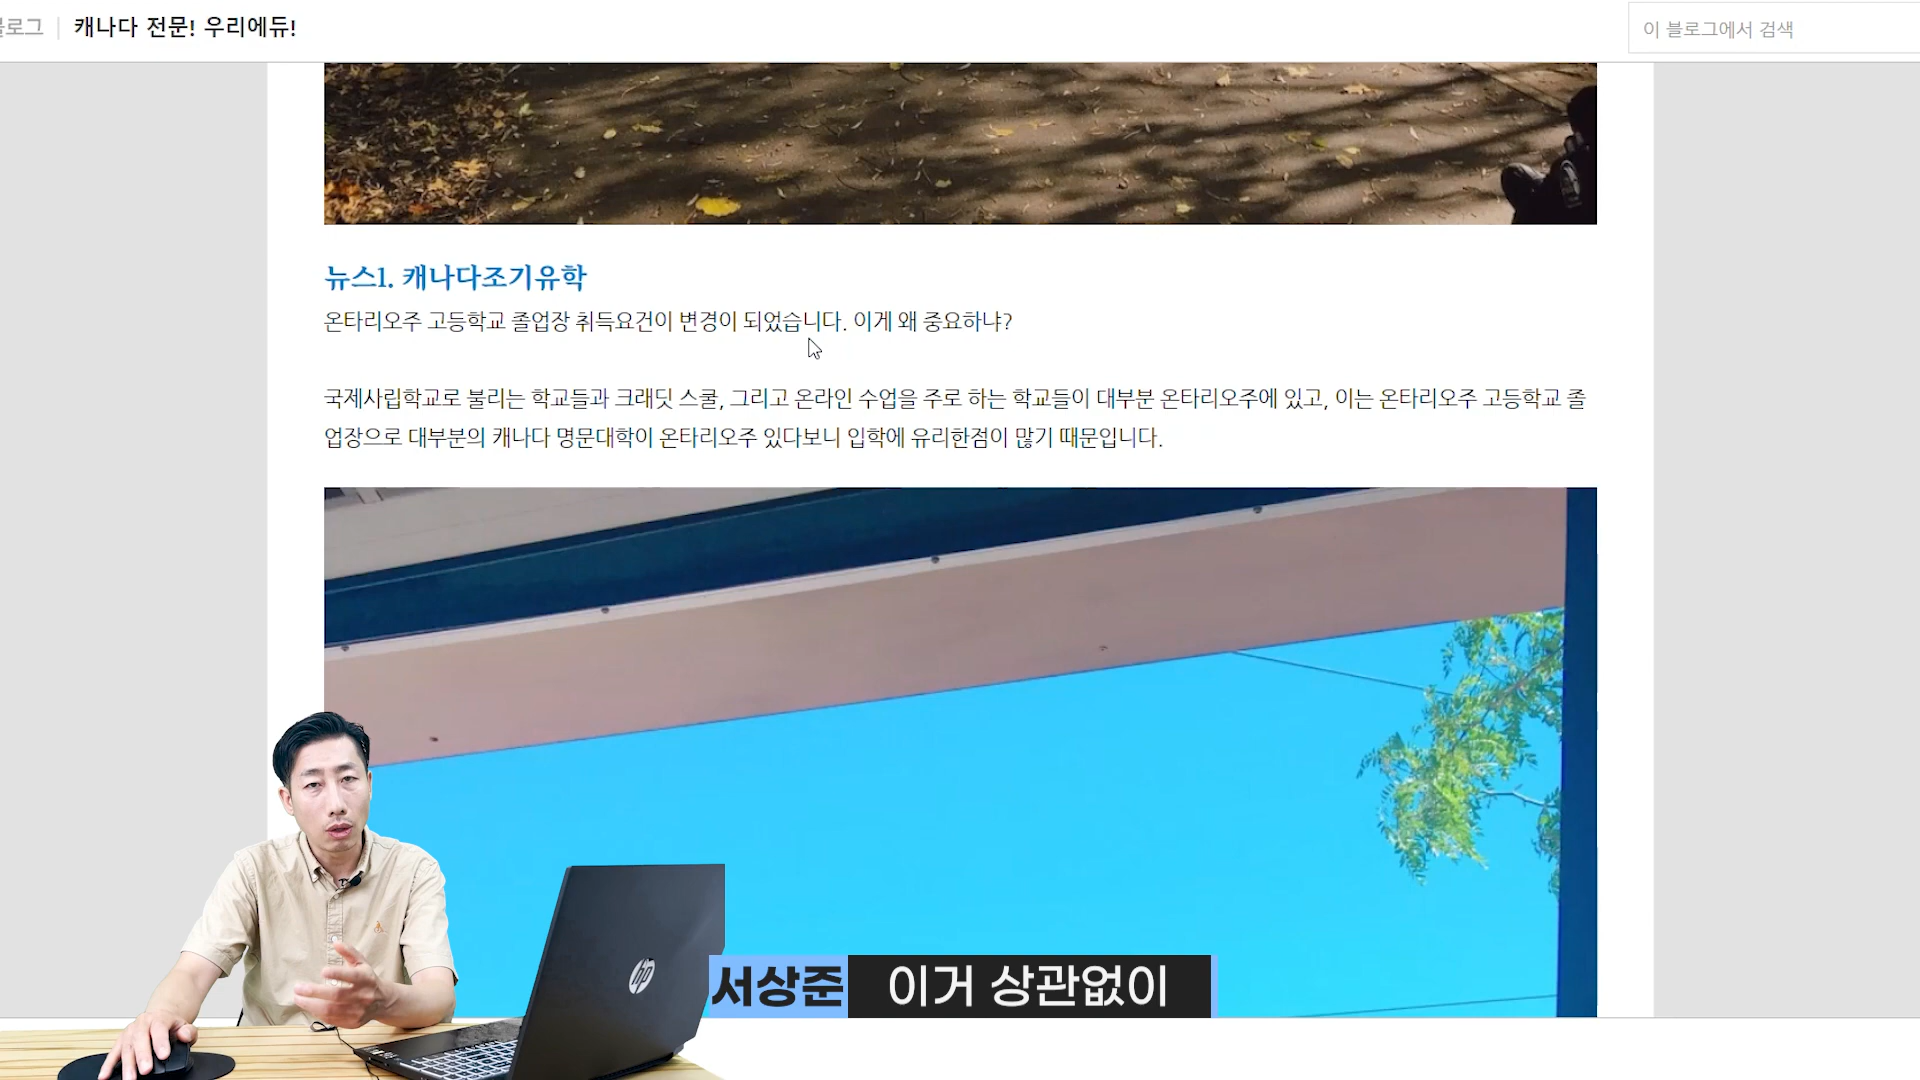 블로그
캐나다 전문! 우리에듀!
이 블로그에서 검색
뉴스1. 캐나다조기유학
온타리오주 고등학교 졸업장 취득요건이 변경이 되었습니다. 이게 왜 중요하냐?
국제사립학교로 불리는 학교들과 크래딧 스쿨, 그리고 온라인 수업을 주로 하는 학교들이 대부분 온타리오주에 있고, 이는 온타리오주 고등학교 졸
업장으로 대부분의 캐나다 명문대학이 온타리오주 있다보니 입학에 유리한점이 많기 때문입니다.
hp
서상준 이거 상관없이